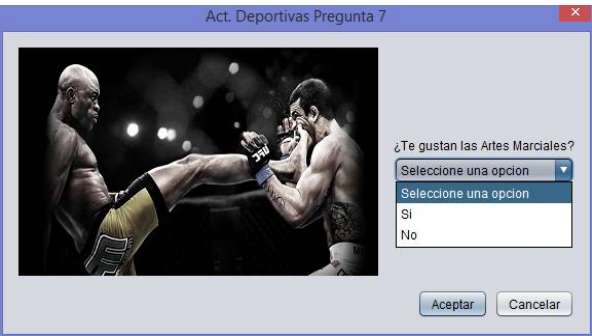 Act. Deportivas Pregunta 7
¿Te gustan las Artes Marciales?
Seleccione una opcion
Seleccione una opcion
Si
No
Aceptar
Cancelar